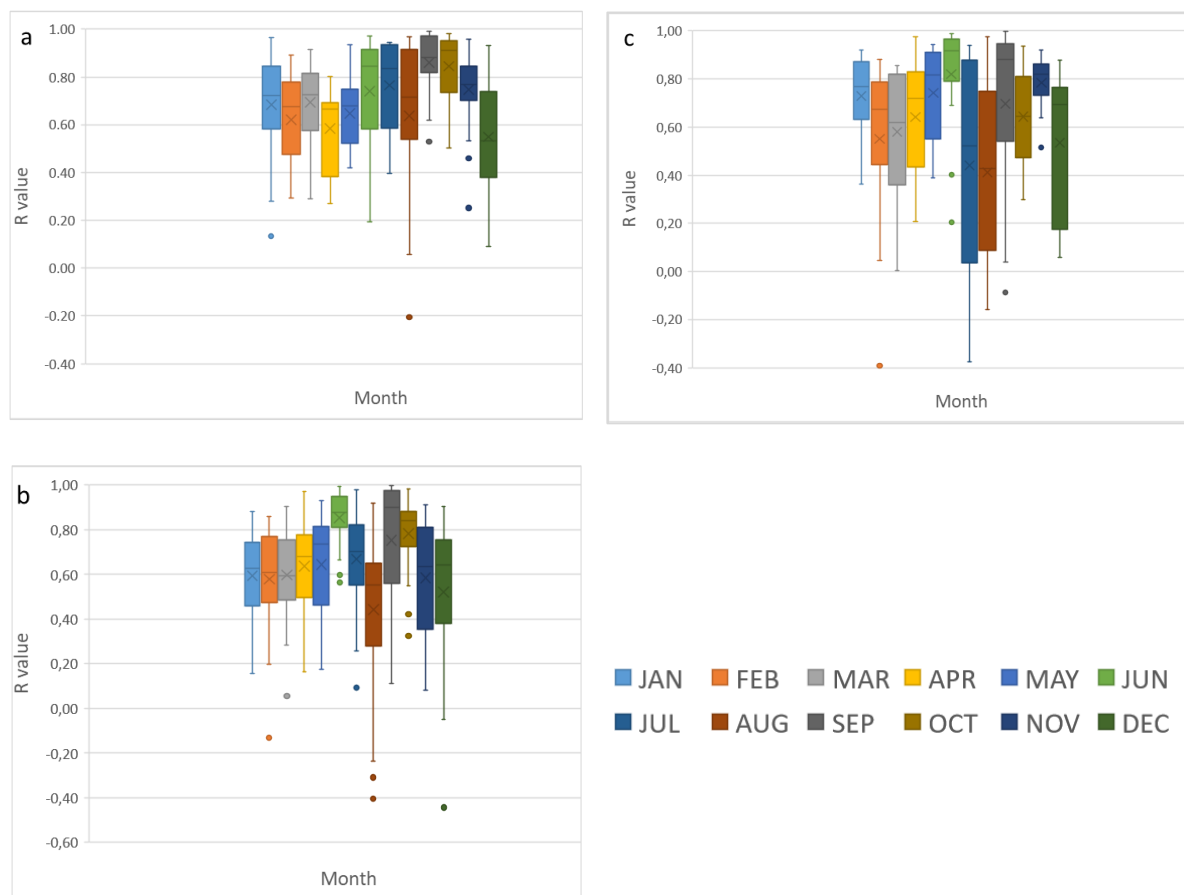 a
1.00
0.80
0.60
0.40
0.20
0.00
-0.20
-0.40
R value
Month
c
1,00
0,80
0,60
0,40
0,20
0,00
-0,20
-0,40
R value
Month
b
1,00
0,80
0,60
0,40
0,20
0,00
-0,20
-0,40
-0,60
R value
Month
JAN FEB MAR APR MAY JUN
JUL AUG SEP OCT NOV DEC